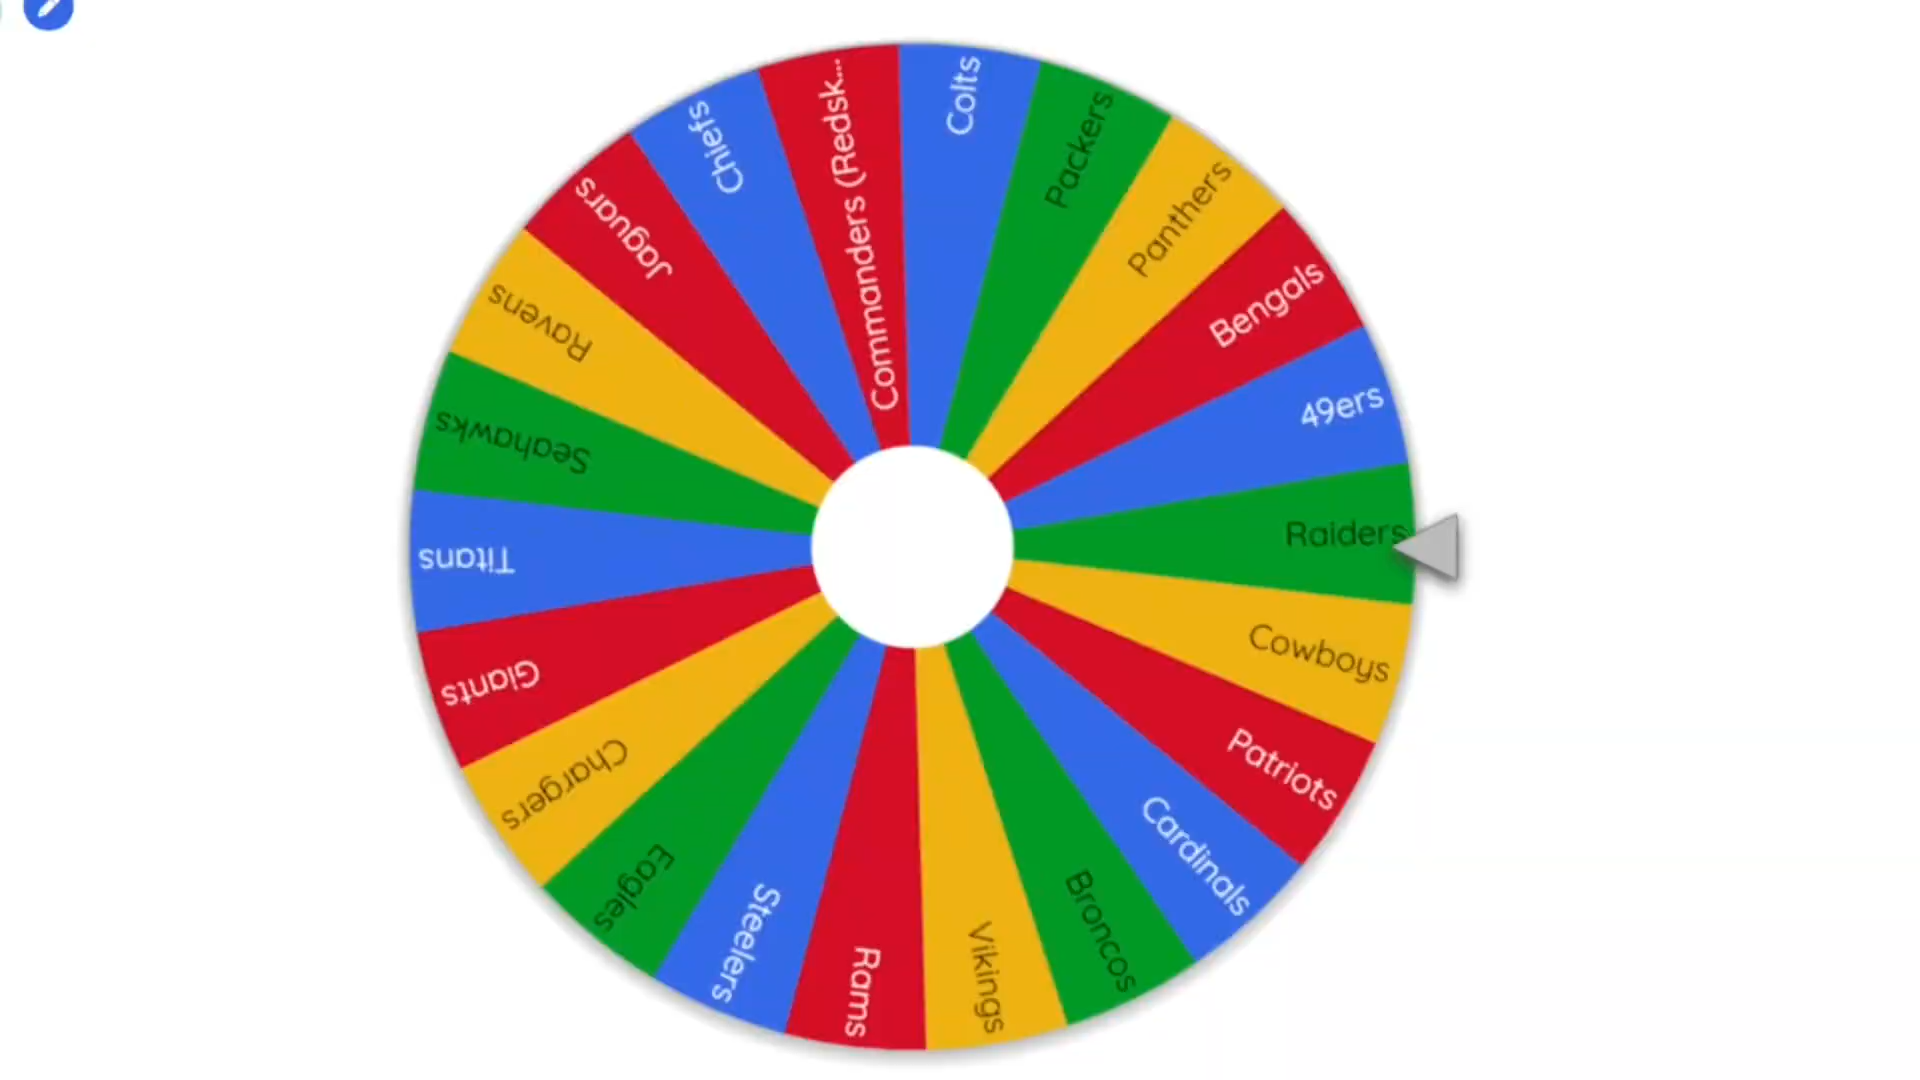 Colts
Packers
Panthers
Bengals
49ers
Raiders
Cowboys
Patriots
Cardinals
Broncos
Vikings
Rams
Steelers
Eagles
Chargers
Giants
Titans
Seahawks
Ravens
Jaguars
Chiefs
Commanders (Redsk...